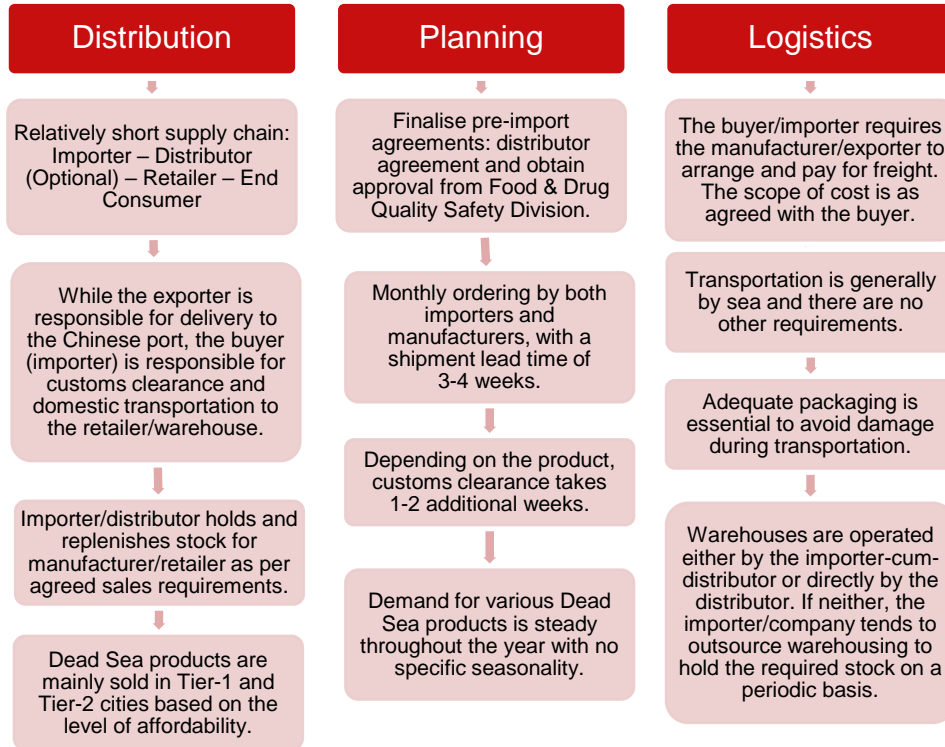 Distribution
Relatively short supply chain:
Importer – Distributor
(Optional) – Retailer – End
Consumer
While the exporter is
responsible for delivery to
the Chinese port, the buyer
(importer) is responsible for
customs clearance and
domestic transportation to
the retailer/warehouse.
Importer/distributor holds and
replenishes stock for
manufacturer/retailer as per
agreed sales requirements.
Dead Sea products are
mainly sold in Tier-1 and
Tier-2 cities based on the
level of affordability.
Planning
Finalise pre-import
agreements: distributor
agreement and obtain
approval from Food & Drug
Quality Safety Division.
Monthly ordering by both
importers and
manufacturers, with a
shipment lead time of
3-4 weeks.
Depending on the product,
customs clearance takes
1-2 additional weeks.
Demand for various Dead
Sea products is steady
throughout the year with no
specific seasonality.
Logistics
The buyer/importer requires
the manufacturer/exporter to
arrange and pay for freight.
The scope of cost is as
agreed with the buyer.
Transportation is generally
by sea and there are no
other requirements.
Adequate packaging is
essential to avoid damage
during transportation.
Warehouses are operated
either by the importer-cum-
distributor or directly by the
distributor. If neither, the
importer/company tends to
outsource warehousing to
hold the required stock on a
periodic basis.